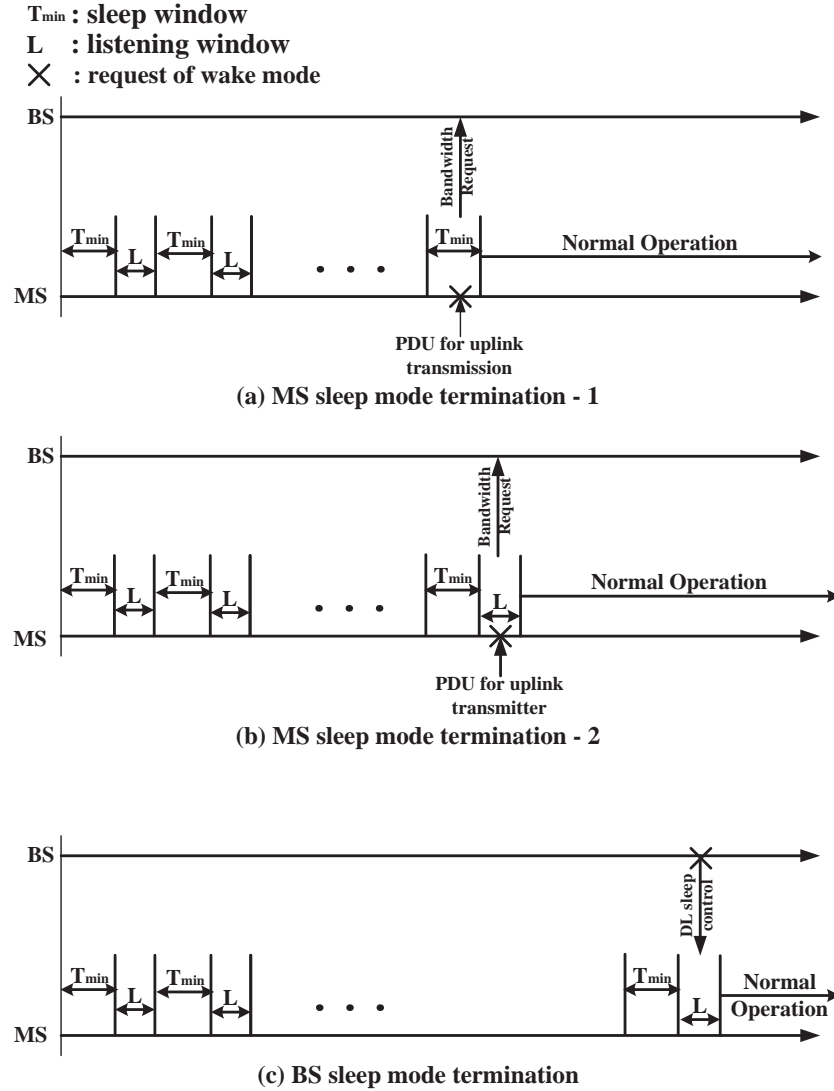 Tmin : sleep window
L : listening window
: request of wake mode
BS
Bandwidth
Request
Tmin
L
Tmin
L
. . .
Tmin
Normal Operation
MS
PDU for uplink
transmission
(a) MS sleep mode termination - 1
BS
Bandwidth
Request
Tmin
L
Tmin
L
. . .
Tmin
L
Normal Operation
MS
PDU for uplink
transmitter
(b) MS sleep mode termination - 2
BS
DL sleep
control
Tmin
L
Tmin
L
. . .
Tmin
L
Normal
Operation
MS
(c) BS sleep mode termination